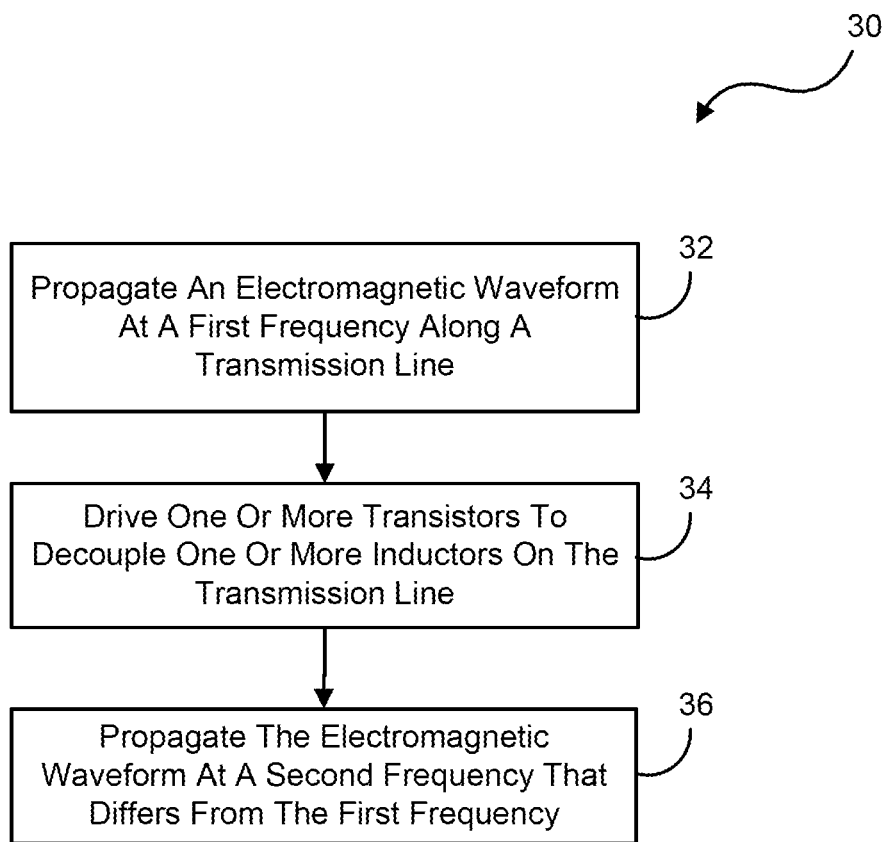 30
32
Propagate An Electromagnetic Waveform
At A First Frequency Along A
Transmission Line
34
Drive One Or More Transistors To
Decouple One Or More Inductors On The
Transmission Line
36
Propagate The Electromagnetic
Waveform At A Second Frequency That
Differs From The First Frequency